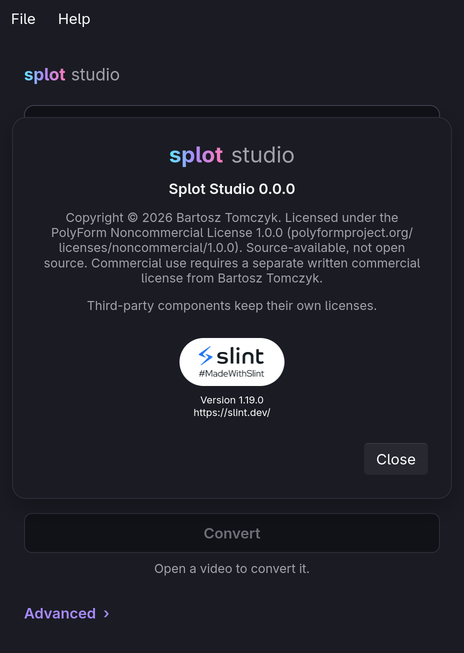 File Help
splot studio
splot studio
Splot Studio 0.0.0
Copyright © 2026 Bartosz Tomczyk. Licensed under the
PolyForm Noncommercial License 1.0.0 (polyformproject.org/
licenses/noncommercial/1.0.0). Source-available, not open
source. Commercial use requires a separate written commercial
license from Bartosz Tomczyk.
Third-party components keep their own licenses.
slint
#MadeWithSlint
Version 1.19.0
https://slint.dev/
Close
Convert
Open a video to convert it.
Advanced ›